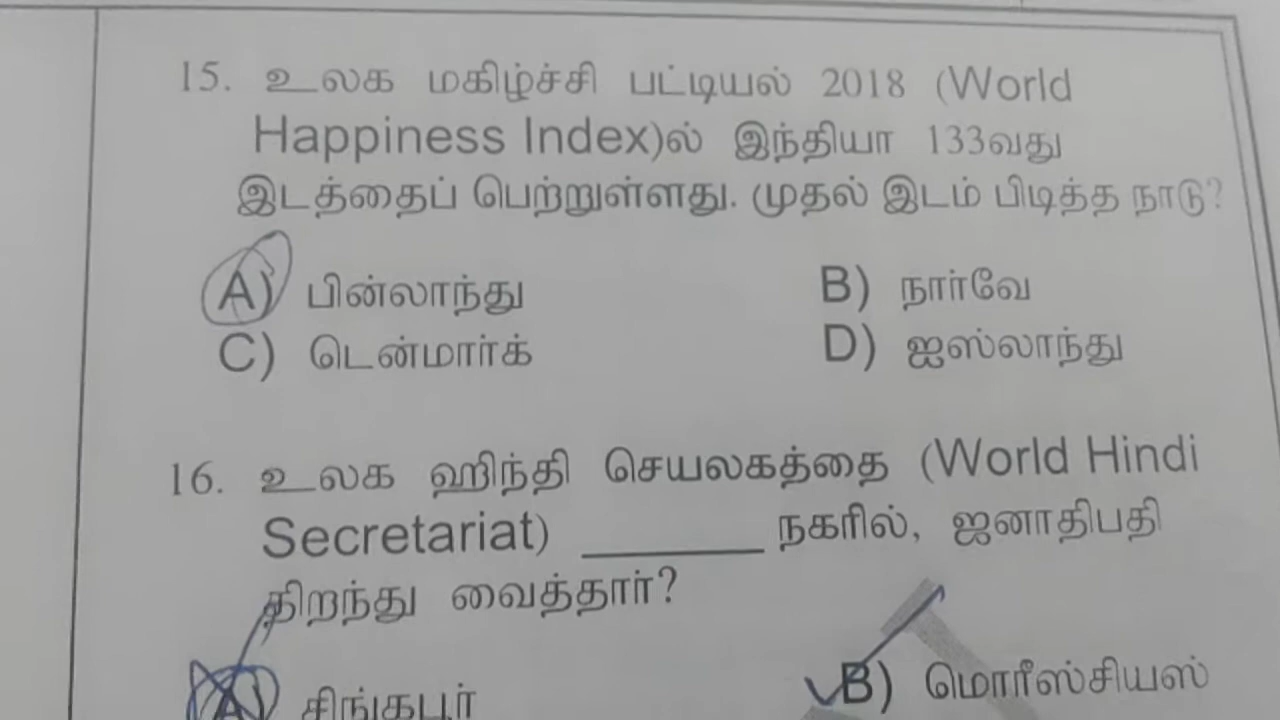 15. உலக மகிழ்ச்சி பட்டியல் 2018 (World
Happiness Index)ல் இந்தியா 133வது
இடத்தைப் பெற்றுள்ளது. முதல் இடம் பிடித்த நாடு?
A) பின்லாந்து B) நார்வே
C) டென்மார்க் D) ஐஸ்லாந்து
16. உலக ஹிந்தி செயலகத்தை (World Hindi
Secretariat) ________ நகரில், ஜனாதிபதி
திறந்து வைத்தார்?
A) சிங்கபூர் B) மொரீஸ்சியஸ்